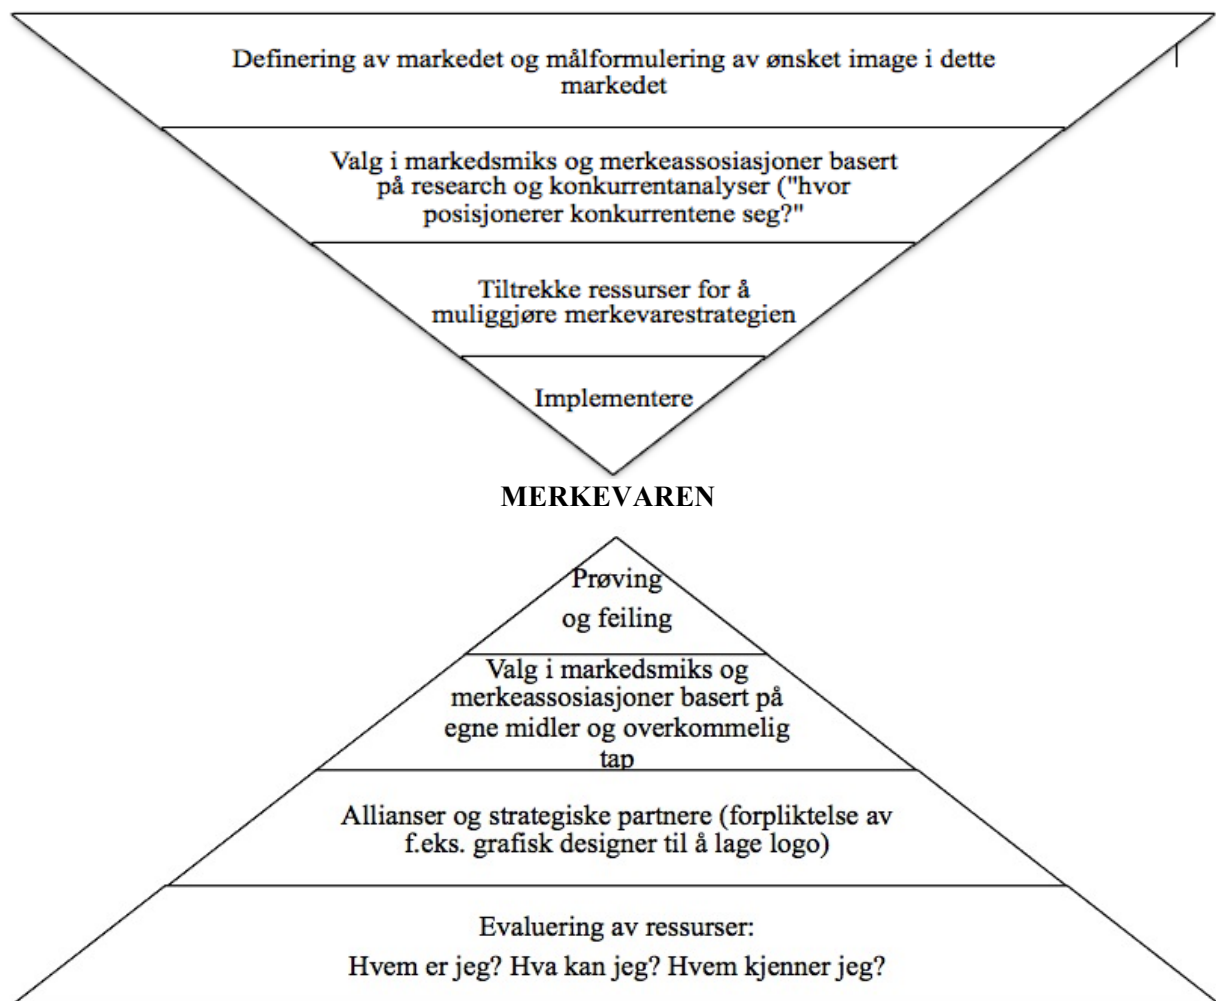 Definering av markedet og målformulering av ønsket image i dette
markedet
Valg i markedsmiks og merkeassosiasjoner basert
på research og konkurrentanalyser ("hvor
posisjonerer konkurrentene seg?"
Tiltrekke ressurser for å
muliggjøre merkevarestrategien
Implementere
MERKEVAREN
Prøving
og feiling
Valg i markedsmiks og
merkeassosiasjoner basert på
egne midler og overkommelig
tap
Allianser og strategiske partnere (forpliktelse av
f.eks. grafisk designer til å lage logo)
Evaluering av ressurser:
Hvem er jeg? Hva kan jeg? Hvem kjenner jeg?